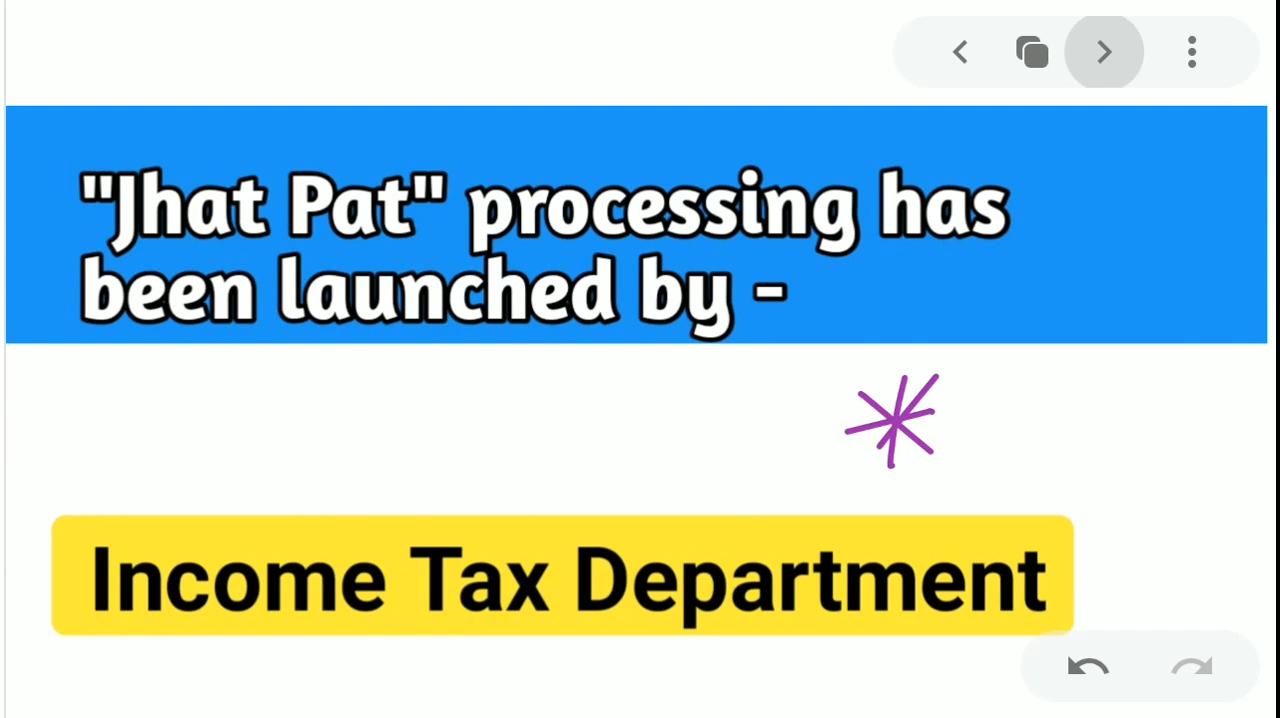 "Jhat Pat" processing has
been launched by -
Income Tax Department